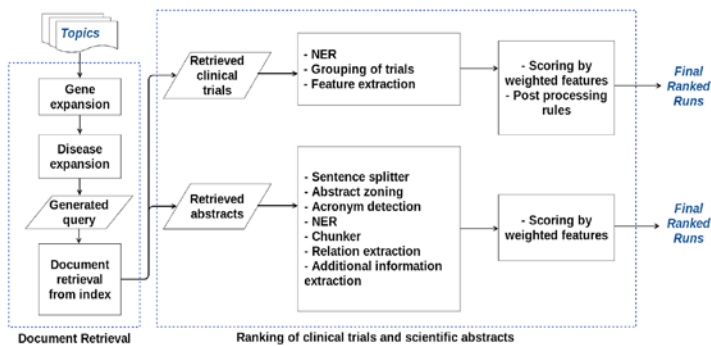 Topics
Gene
expansion
Disease
expansion
Generated
query
Document
retrieval
from index
Document Retrieval
Retrieved
clinical
trials
- NER
- Grouping of trials
- Feature extraction
- Scoring by
weighted features
- Post processing
rules
Final
Ranked
Runs
Retrieved
abstracts
- Sentence splitter
- Abstract zoning
- Acronym detection
- NER
- Chunker
- Relation extraction
- Additional information
extraction
- Scoring by
weighted features
Final
Ranked
Runs
Ranking of clinical trials and scientific abstracts